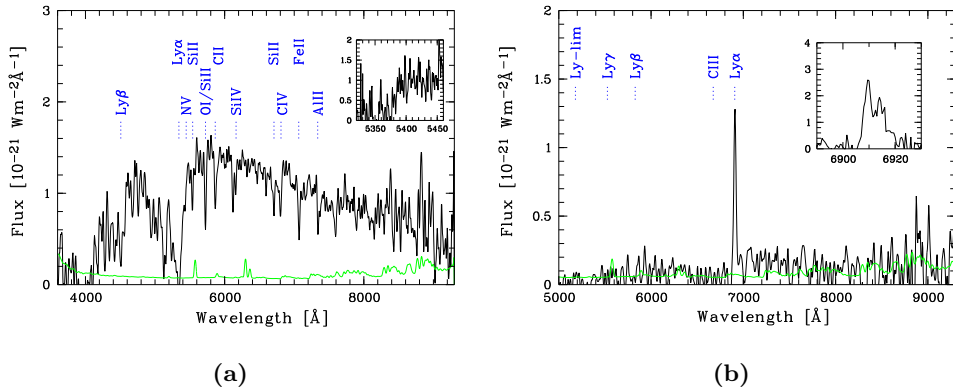 Flux [10⁻²¹ Wm⁻²Å⁻¹]
3
2
1
0
4000 6000 8000
Wavelength [Å]
Lyβ
Lyα
NV
SiII
OI/SiII
CII
SiIV
SiII
CIV
FeII
AlIII
2
1.5
1
0.5
0
5350 5400 5450
(a)
Flux [10⁻²¹ Wm⁻²Å⁻¹]
2
1.5
1
0.5
0
5000 6000 7000 8000 9000
Wavelength [Å]
Ly-lim
Lyγ
Lyβ
CIII
Lyα
4
3
2
1
0
6900 6920
(b)